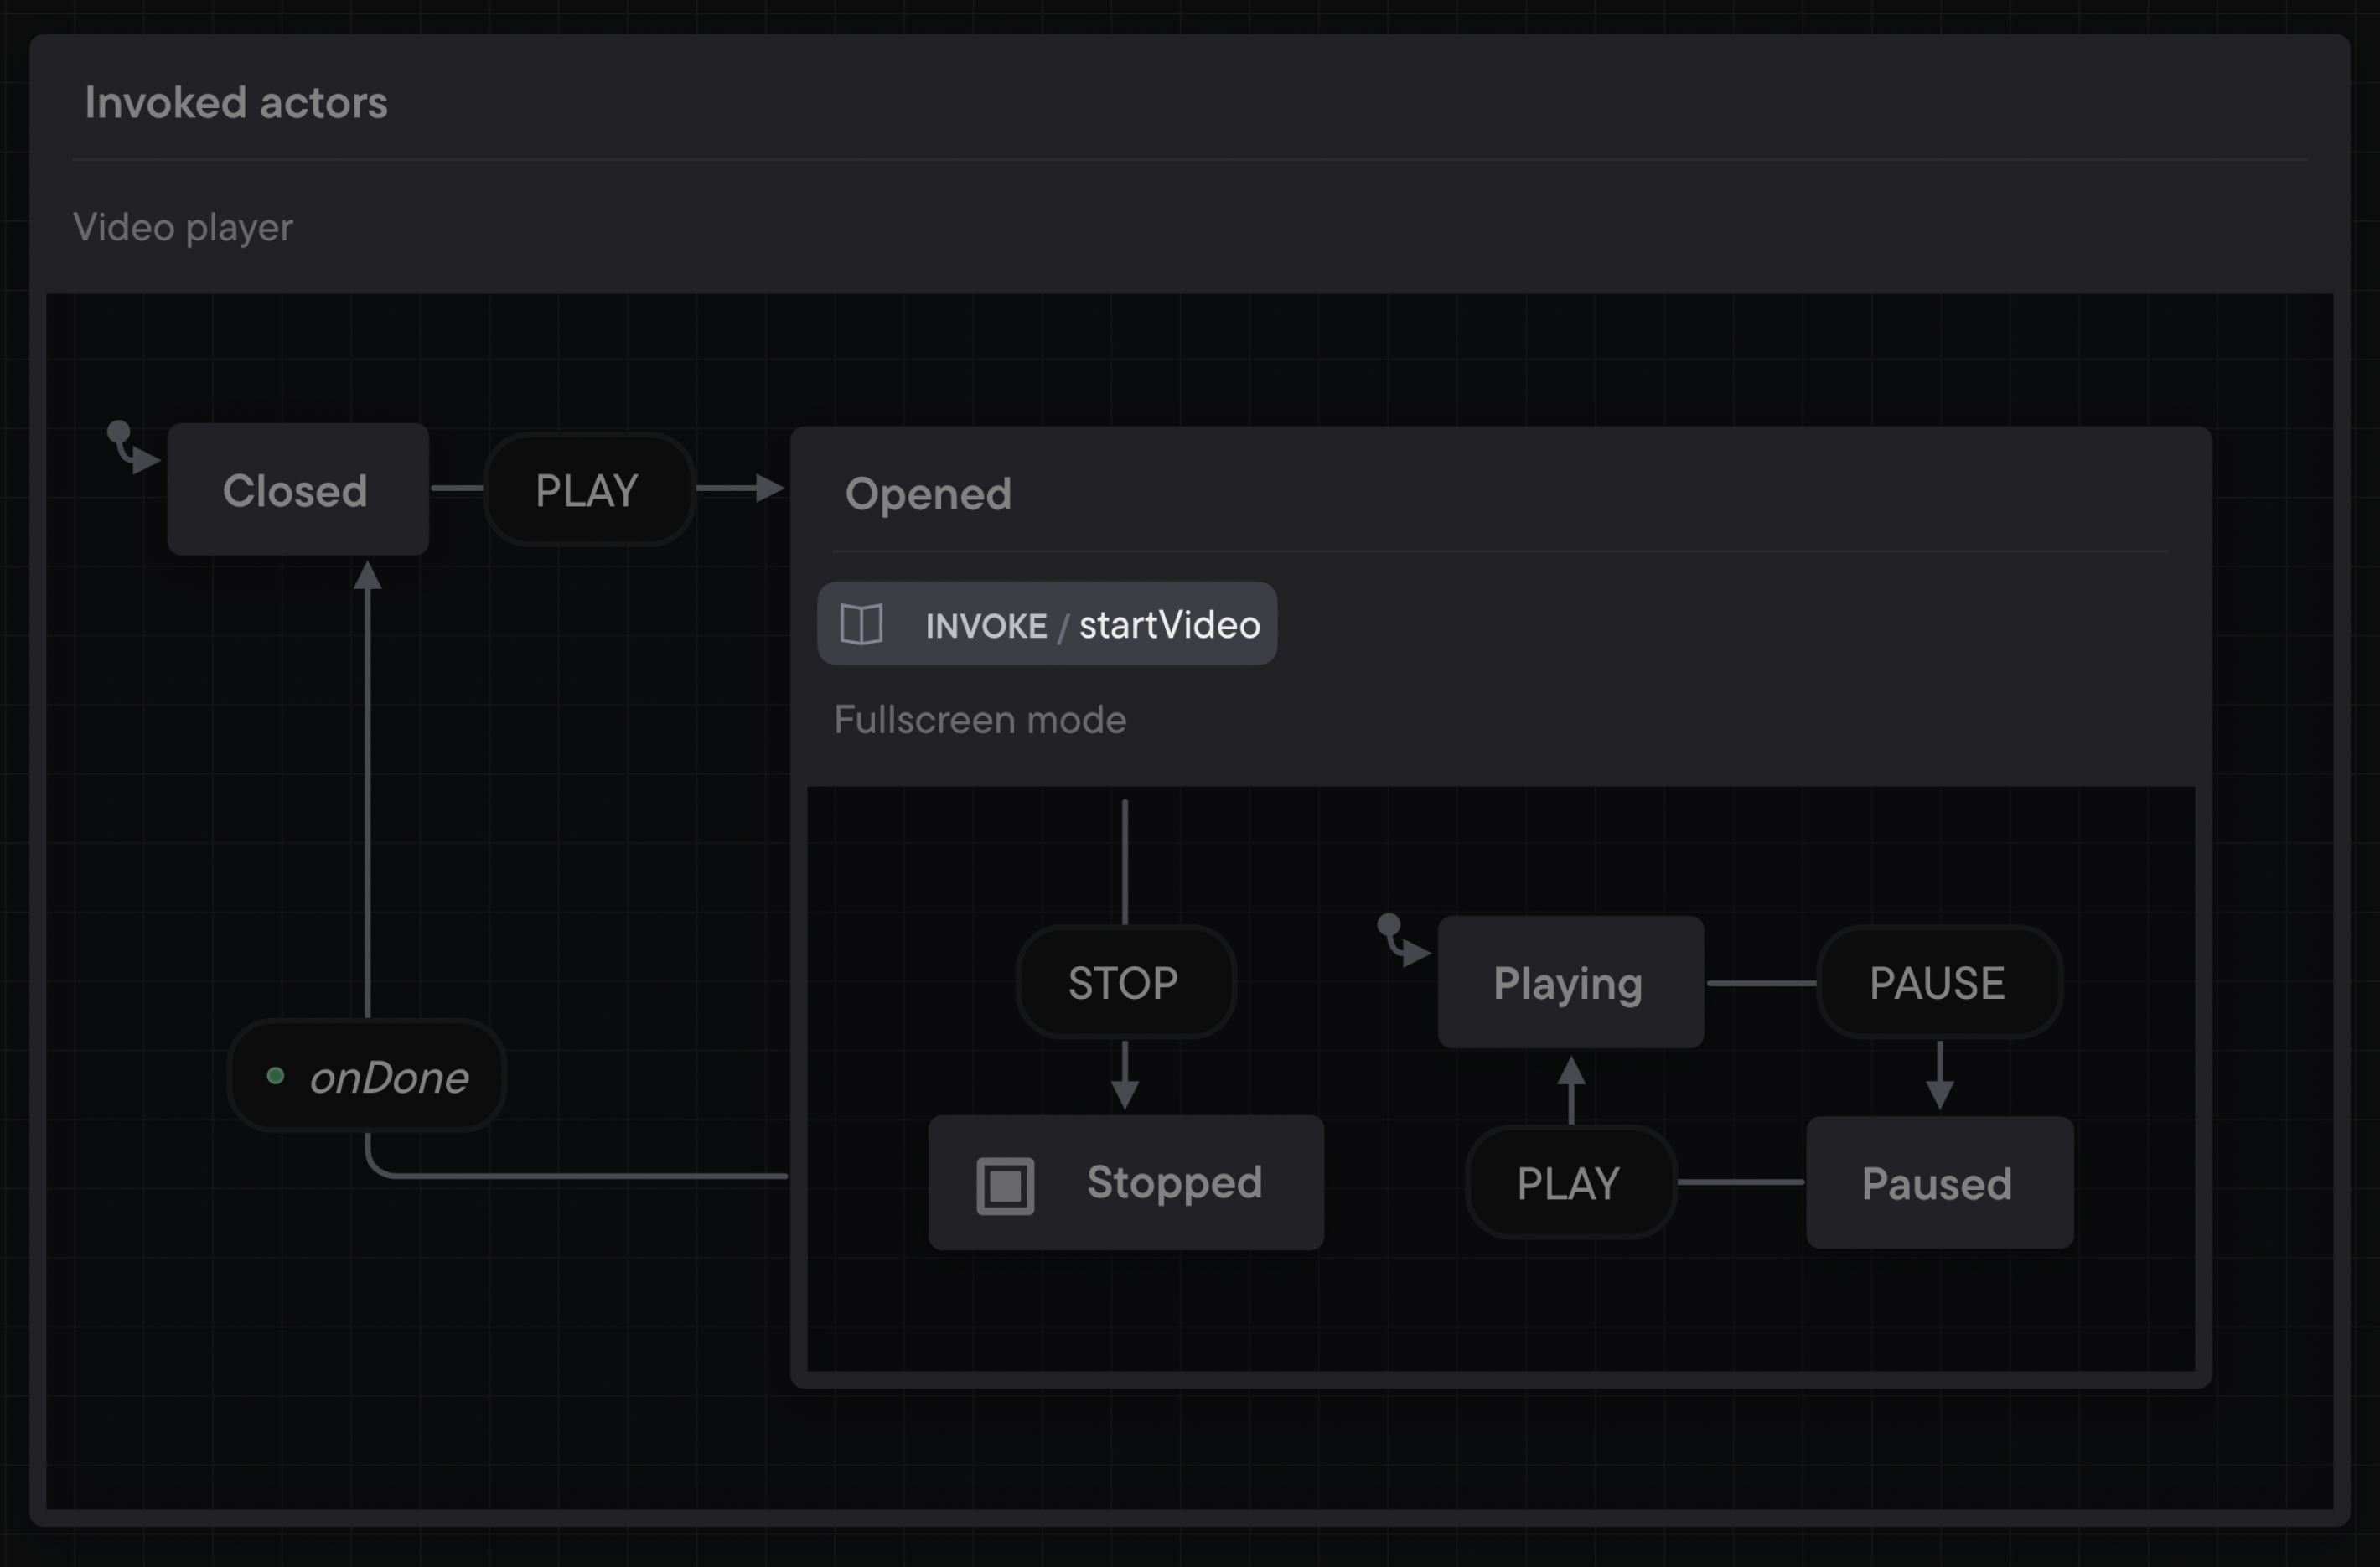 Invoked actors
Video player
Closed
PLAY
Opened
INVOKE / startVideo
Fullscreen mode
STOP
Playing
PAUSE
onDone
Stopped
PLAY
Paused